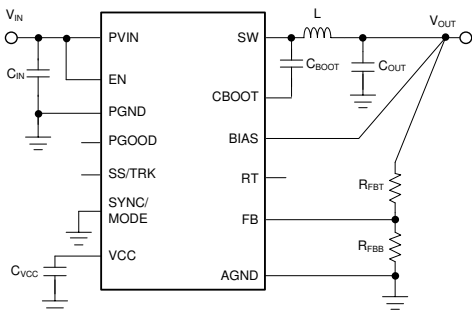 VIN
L
VOUT
PVIN
SW
CIN
CBOOT
COUT
EN
CBOOT
PGND
PGOOD
BIAS
SS/TRK
RT
RFBT
SYNC/
MODE
FB
VCC
RFBB
CVCC
AGND